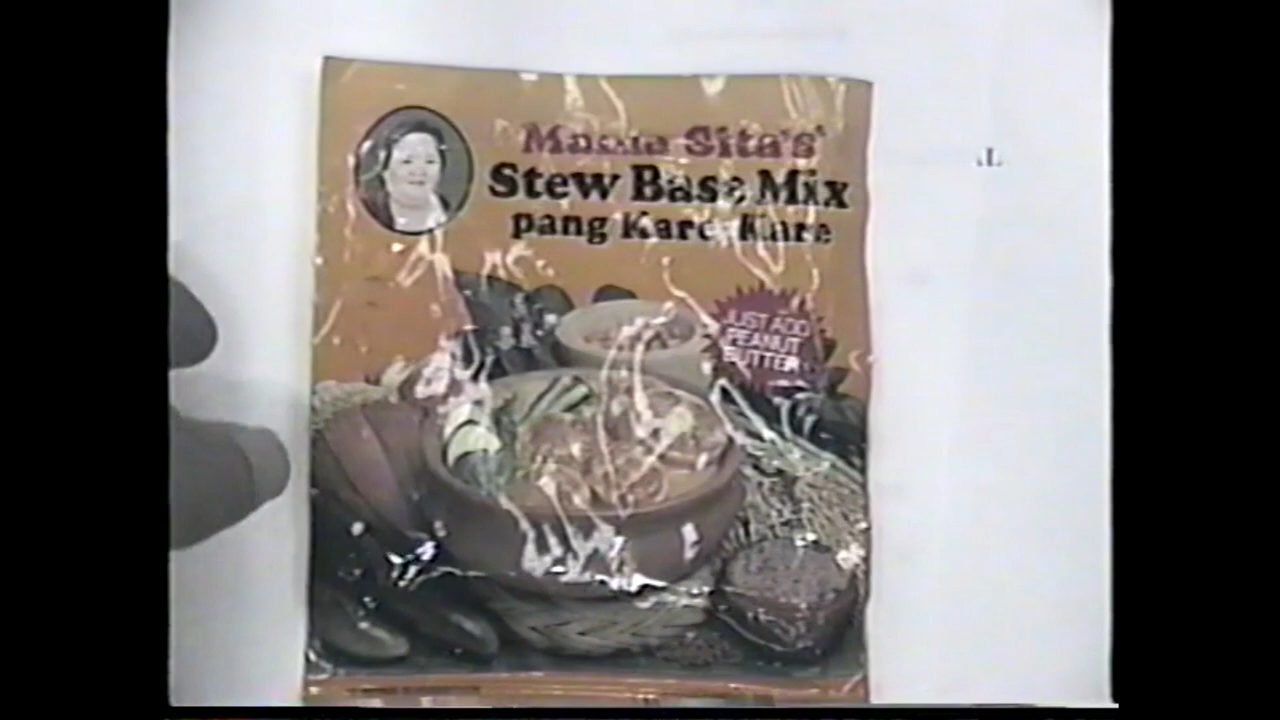 Mama Sita's
Stew Base Mix
pang Kare-Kare
JUST ADD
PEANUT
BUTTER